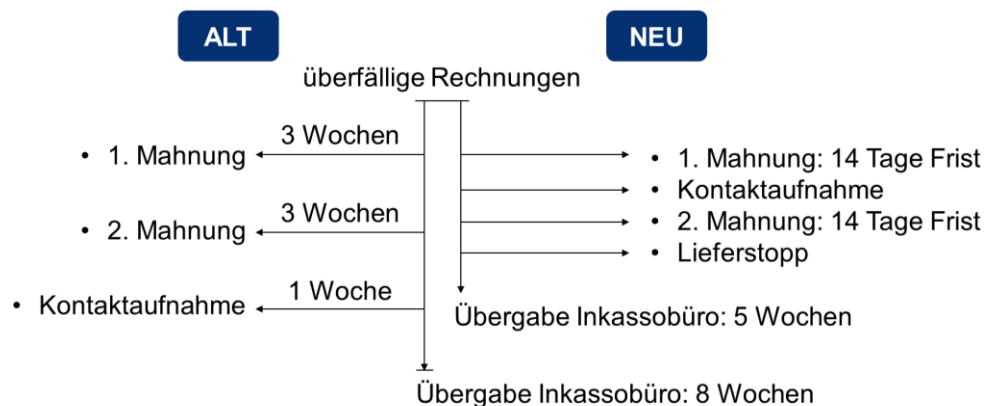 ALT
NEU
überfällige Rechnungen
3 Wochen
• 1. Mahnung
3 Wochen
• 2. Mahnung
1 Woche
• Kontaktaufnahme
• 1. Mahnung: 14 Tage Frist
• Kontaktaufnahme
• 2. Mahnung: 14 Tage Frist
• Lieferstopp
Übergabe Inkassobüro: 5 Wochen
Übergabe Inkassobüro: 8 Wochen